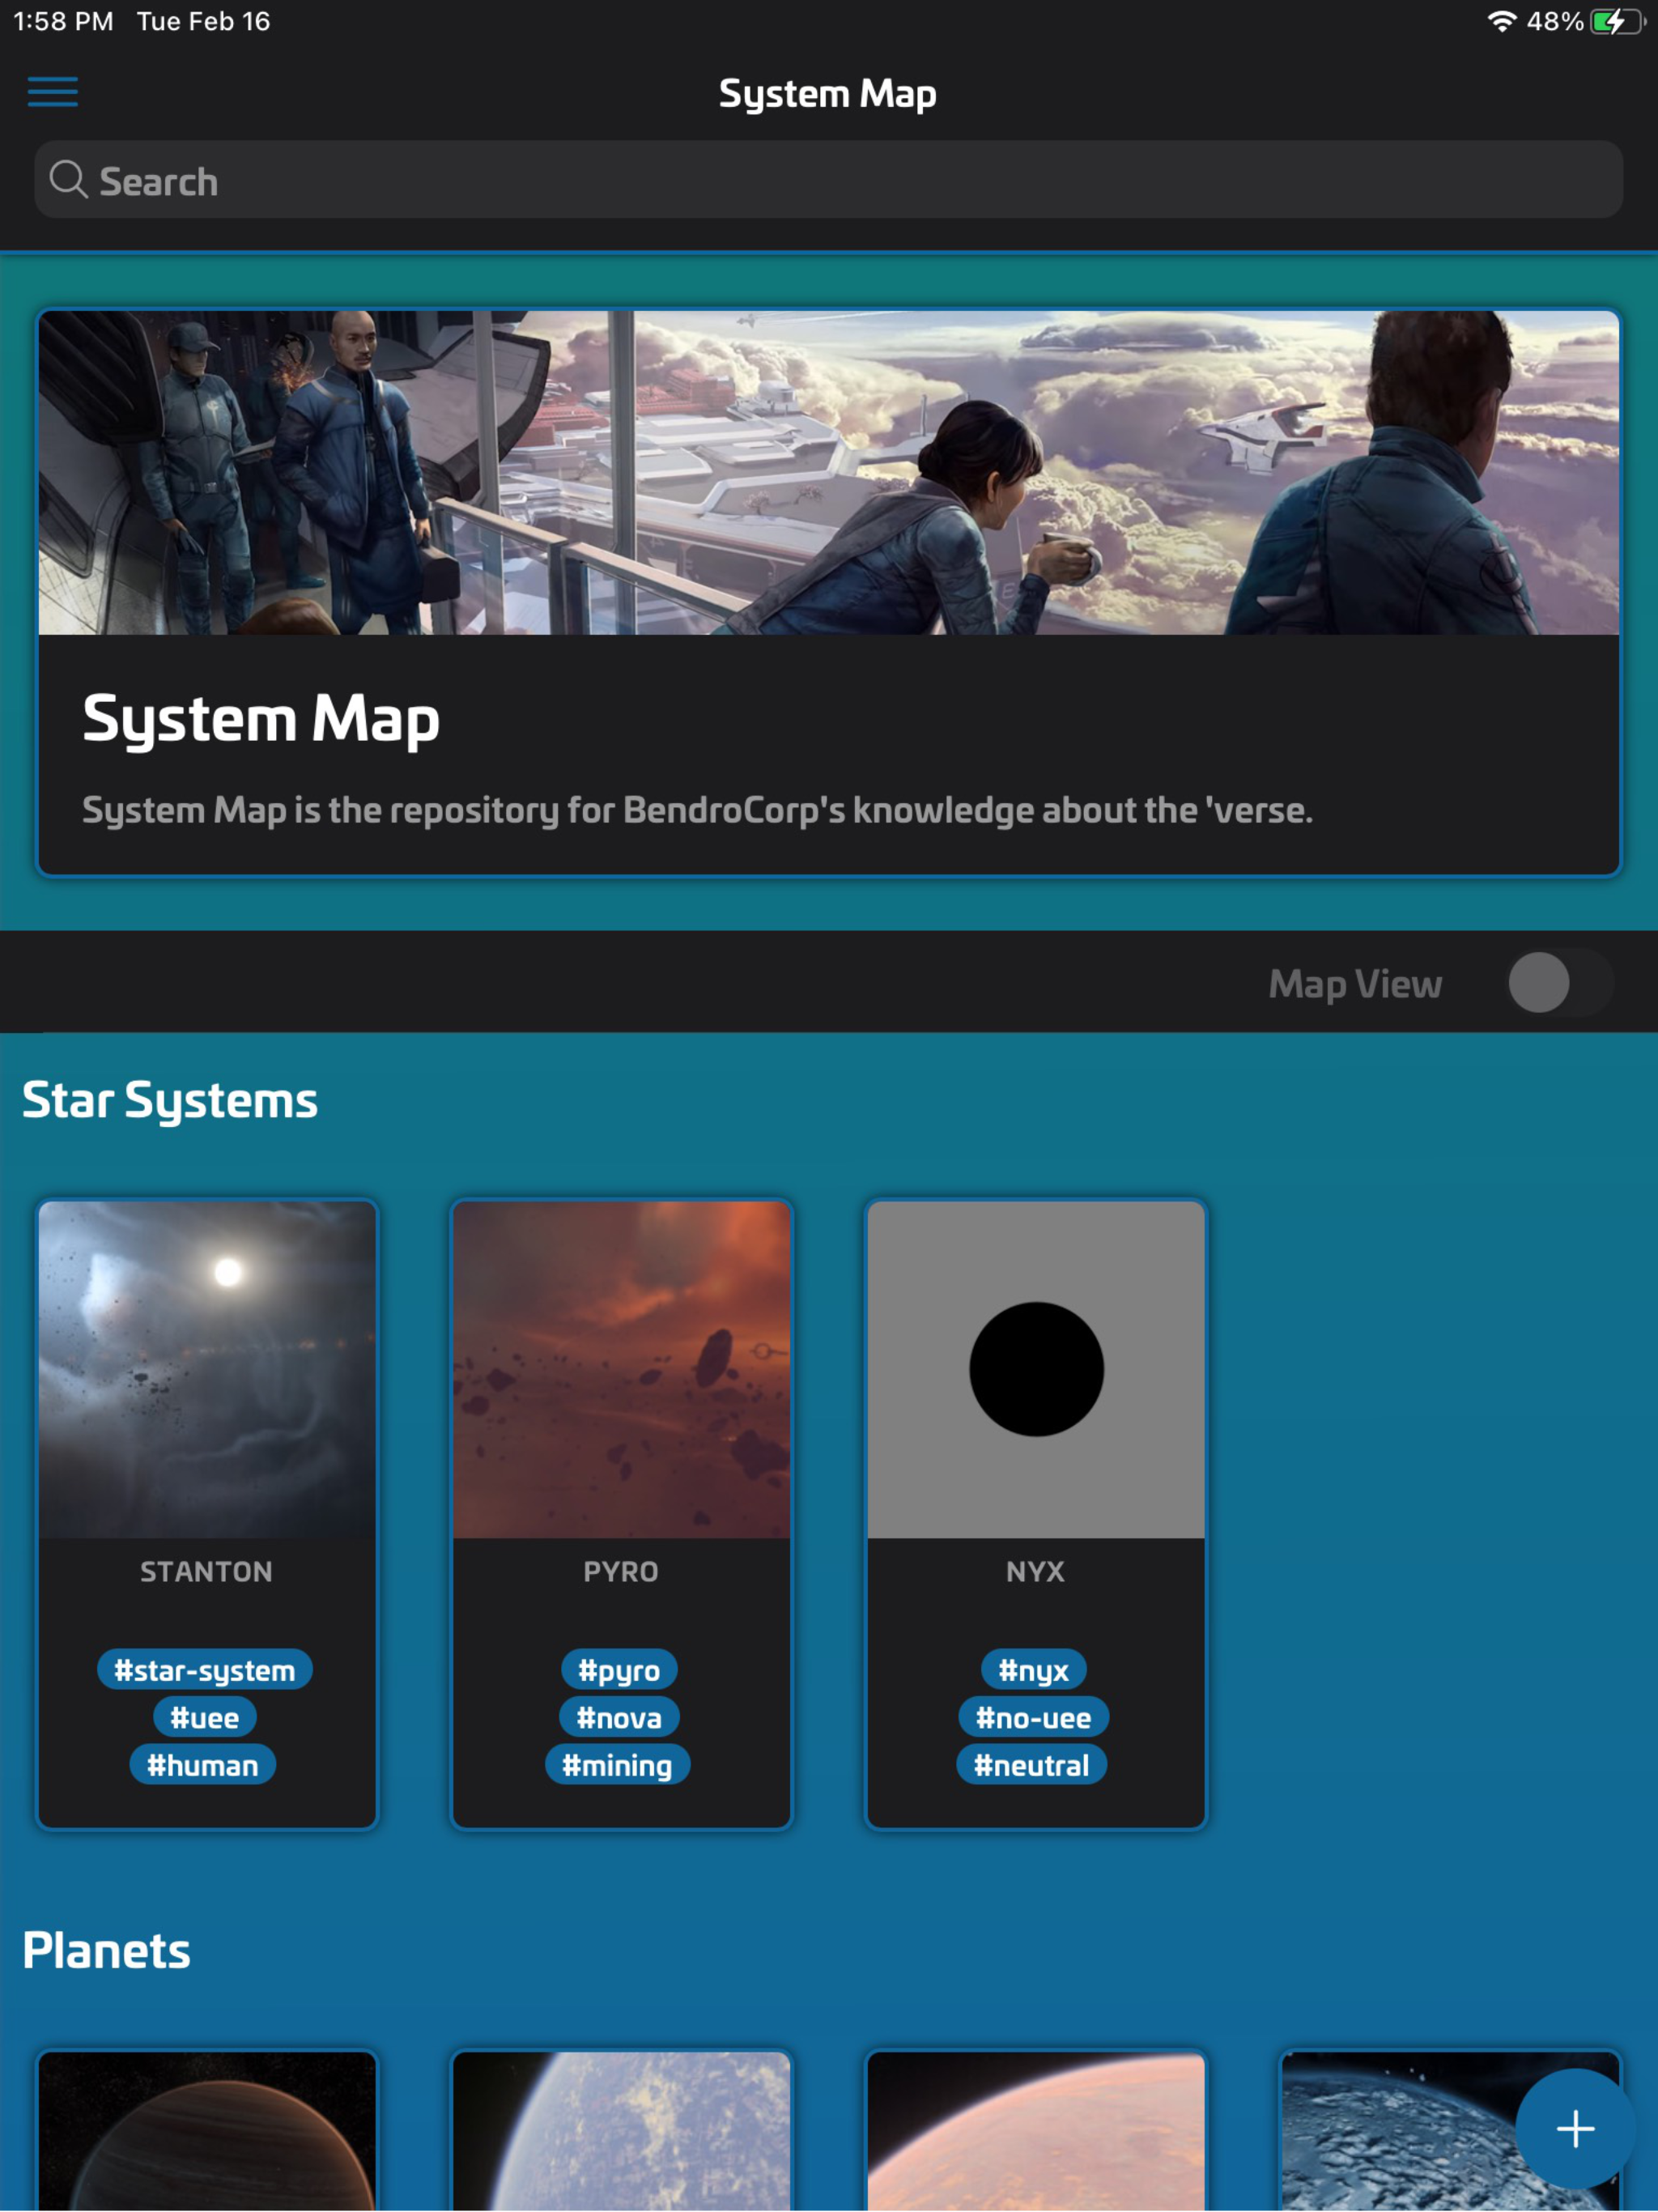 1:58 PM Tue Feb 16 48%
System Map
Search
System Map
System Map is the repository for BendroCorp's knowledge about the 'verse.
Map View
Star Systems
STANTON
#star-system
#uee
#human
PYRO
#pyro
#nova
#mining
NYX
#nyx
#no-uee
#neutral
Planets